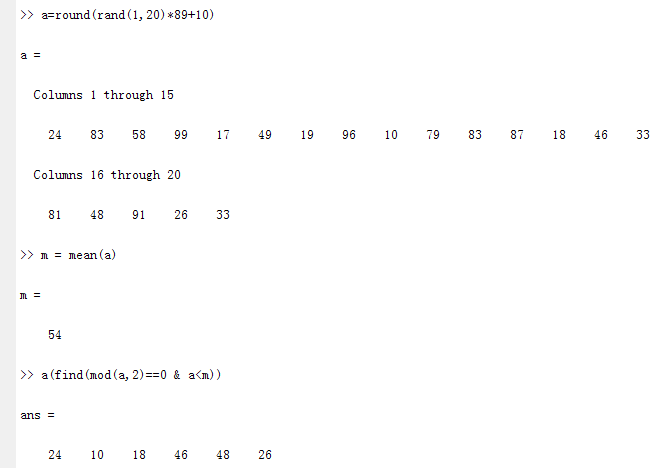 >> a=round(rand(1,20)*89+10)
a =
Columns 1 through 15
24 83 58 99 17 49 19 96 10 79 83 87 18 46 33
Columns 16 through 20
81 48 91 26 33
>> m = mean(a)
m =
54
>> a(find(mod(a,2)==0 & a<m))
ans =
24 10 18 46 48 26